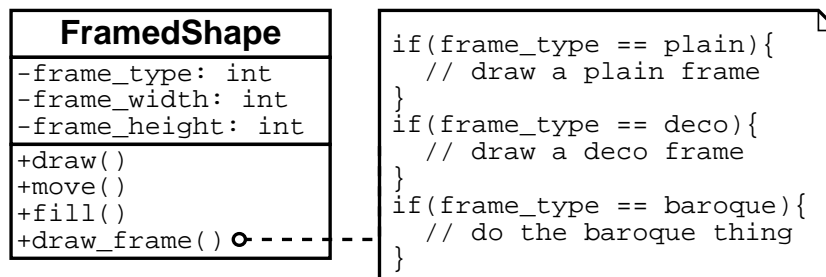 FramedShape
-frame_type: int
-frame_width: int
-frame_height: int
+draw()
+move()
+fill()
+draw_frame()
if(frame_type == plain){
  // draw a plain frame
}
if(frame_type == deco){
  // draw a deco frame
}
if(frame_type == baroque){
  // do the baroque thing
}